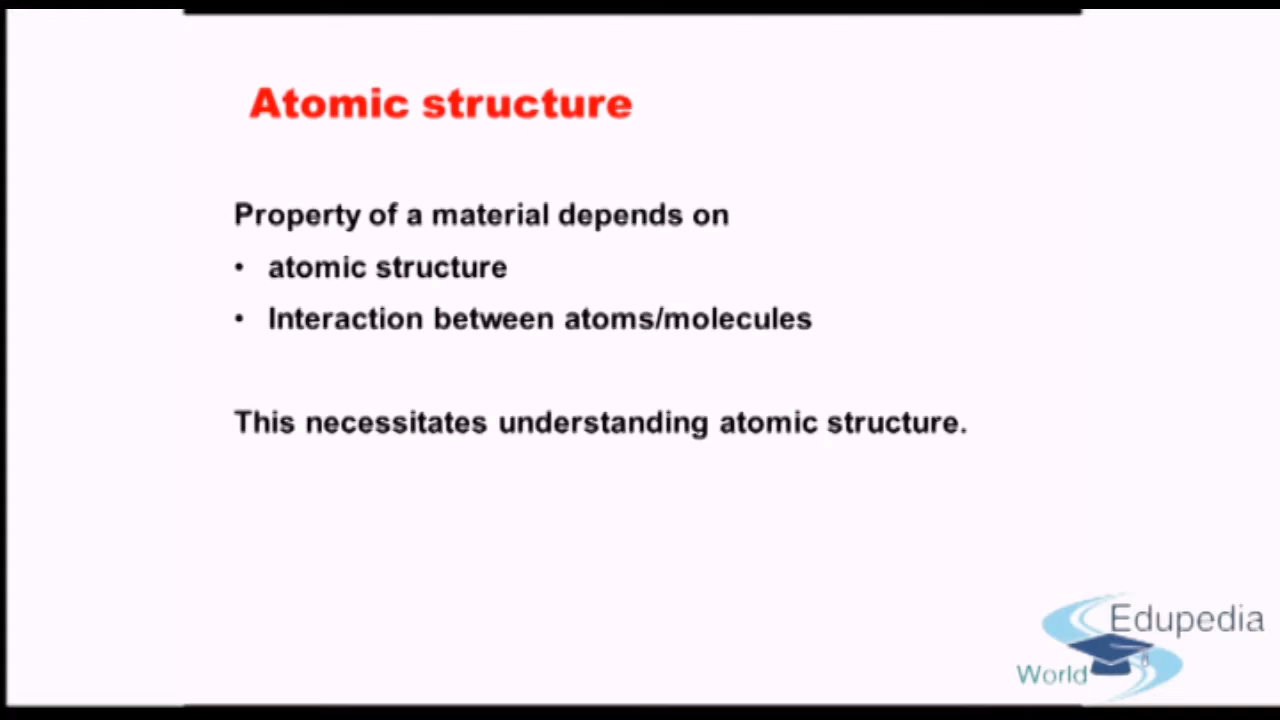 Atomic structure
Property of a material depends on
• atomic structure
• Interaction between atoms/molecules
This necessitates understanding atomic structure.
Edupedia
World